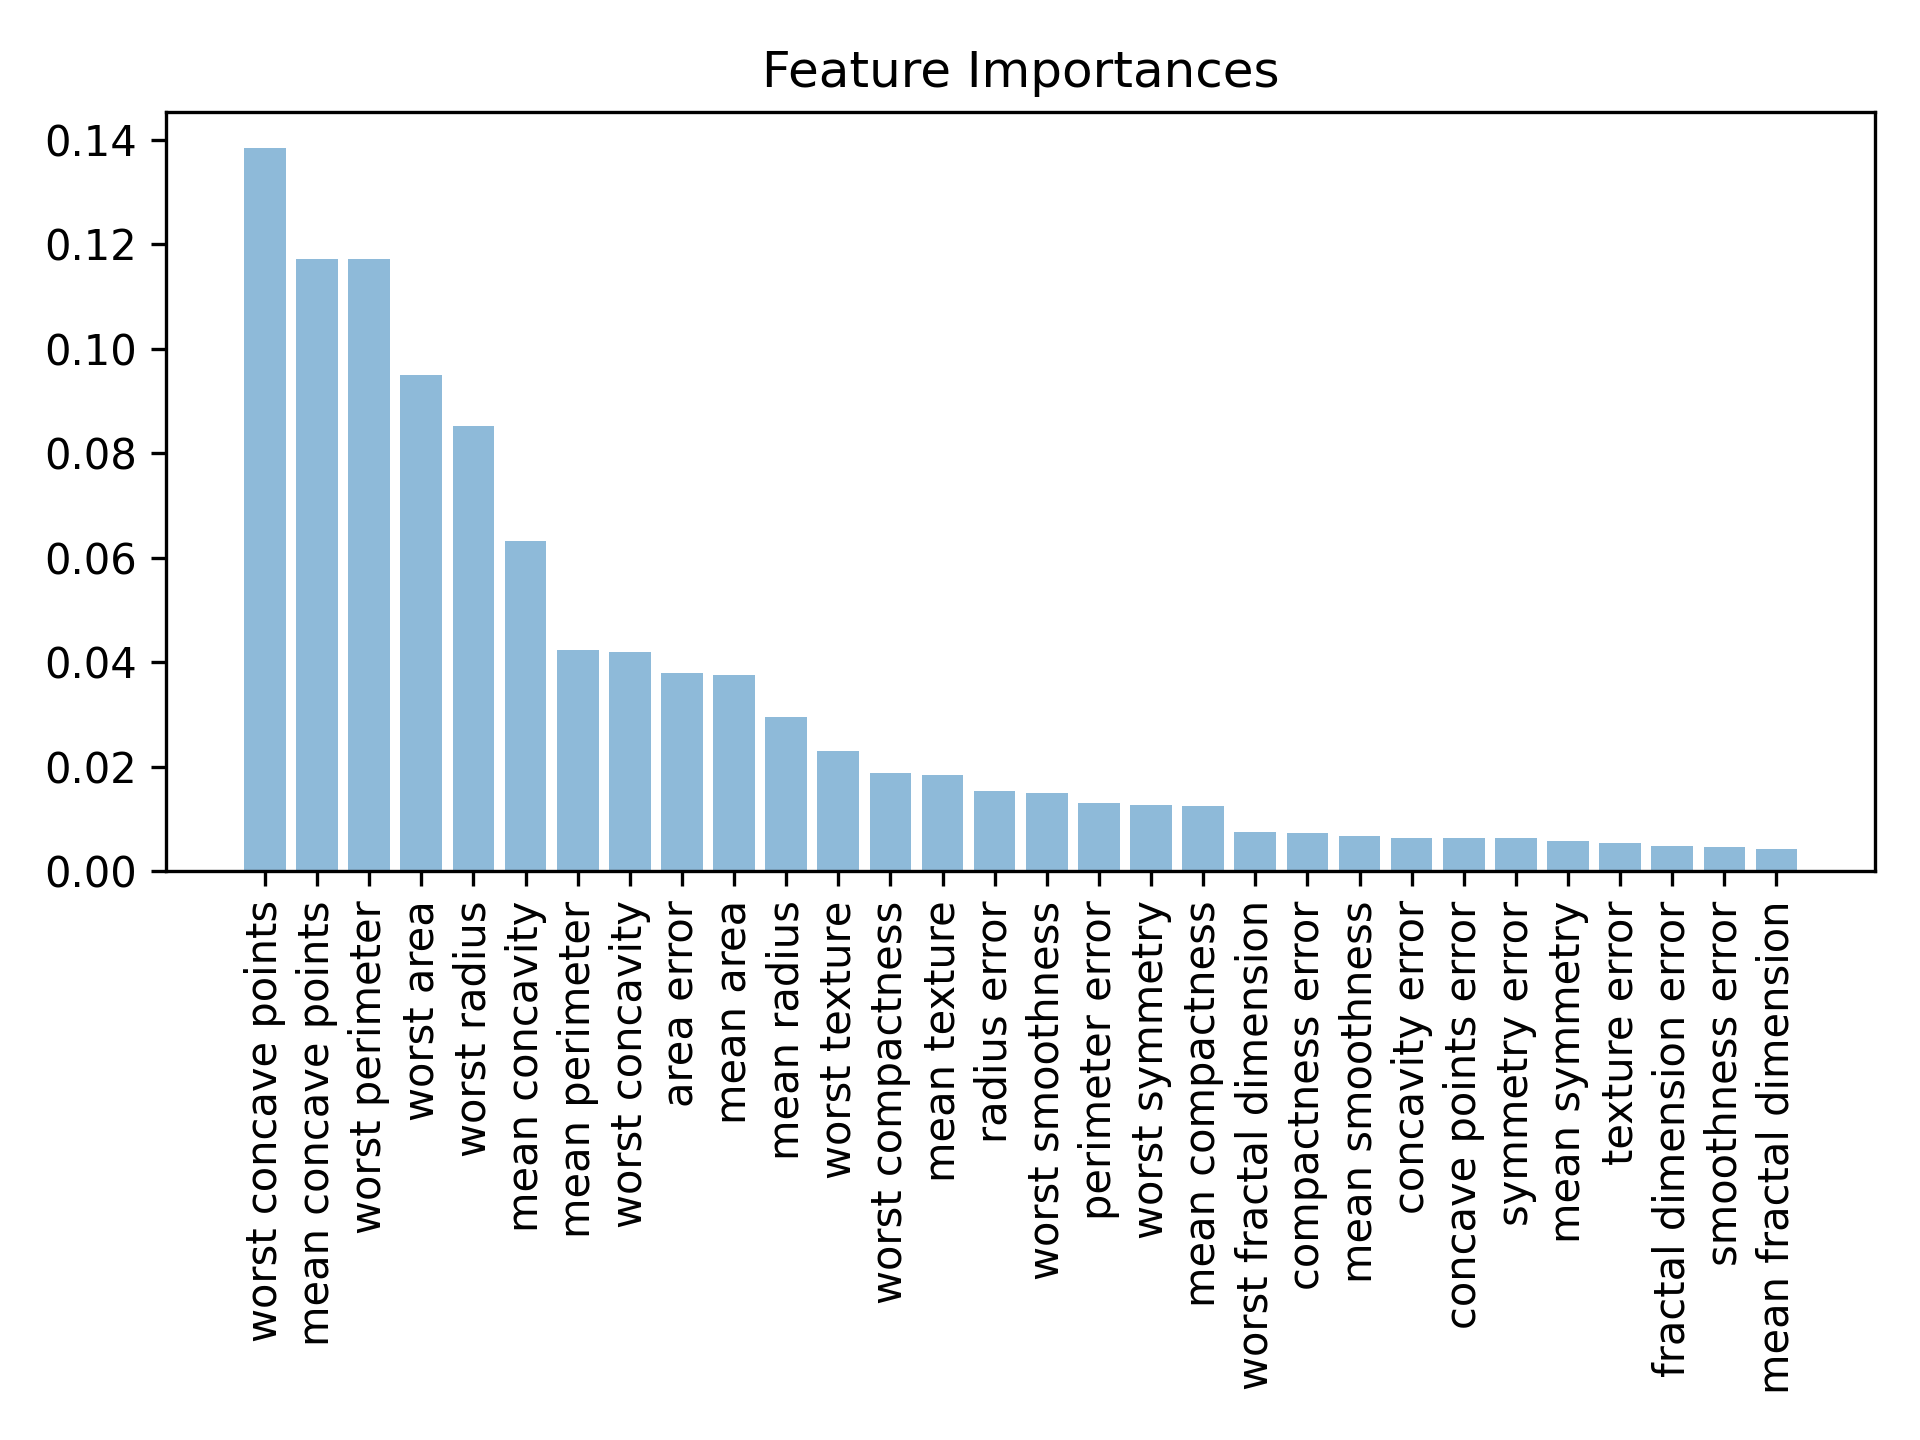 Feature Importances
0.14
0.12
0.10
0.08
0.06
0.04
0.02
0.00
worst concave points
mean concave points
worst perimeter
worst area
worst radius
mean concavity
mean perimeter
worst concavity
area error
mean area
mean radius
worst texture
worst compactness
mean texture
radius error
worst smoothness
perimeter error
worst symmetry
mean compactness
worst fractal dimension
compactness error
mean smoothness
concavity error
concave points error
symmetry error
mean symmetry
texture error
fractal dimension error
smoothness error
mean fractal dimension